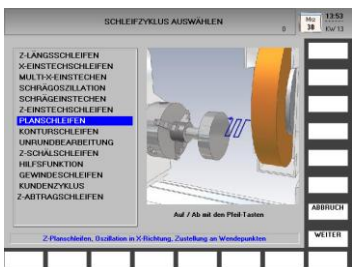 SCHLEIFZYKLUS AUSWÄHLEN
0
Mo
30
13:53
KW 13
Z-LÄNGSSCHLEIFEN
X-EINSTECHSCHLEIFEN
MULTI-X-EINSTECHEN
SCHRÄGOSZILLATION
SCHRÄGEINSTECHEN
Z-EINSTECHSCHLEIFEN
PLANSCHLEIFEN
KONTURSCHLEIFEN
UNRUNDBEARBEITUNG
Z-SCHÄLSCHLEIFEN
HILFSFUNKTION
GEWINDESCHLEIFEN
KUNDENZYKLUS
Z-ABTRAGSCHLEIFEN
Auf / Ab mit den Pfeil-Tasten
ABBRUCH
Z-Planschleifen, Oszillation in X-Richtung, Zustellung an Wendepunkten
WEITER